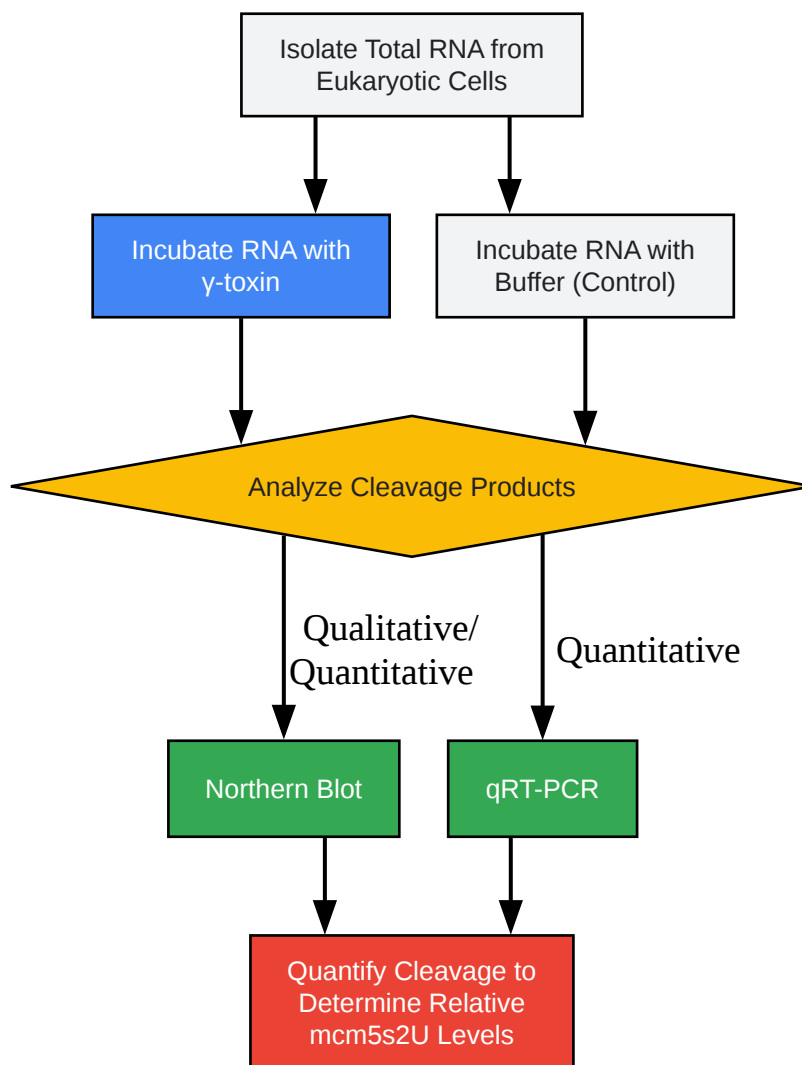 Isolate Total RNA from
Eukaryotic Cells
Incubate RNA with
γ-toxin
Incubate RNA with
Buffer (Control)
Analyze Cleavage Products
Qualitative/
Quantitative
Quantitative
Northern Blot
qRT-PCR
Quantify Cleavage to
Determine Relative
mcm5s2U Levels